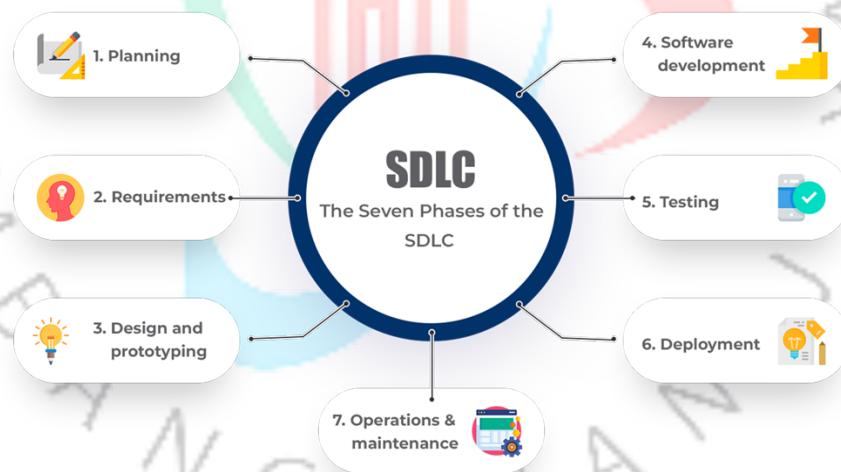 SDLC
The Seven Phases of the
SDLC
1. Planning
2. Requirements
3. Design and
prototyping
4. Software
development
5. Testing
6. Deployment
7. Operations &
maintenance